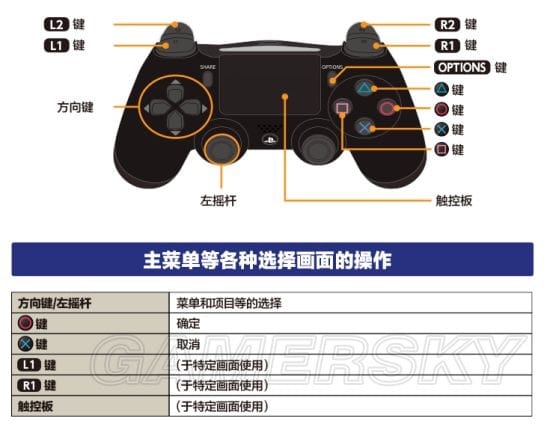 L2 键
R2 键
L1 键
R1 键
SHARE
OPTIONS
OPTIONS 键
方向键
键
键
键
键
左摇杆
触控板
主菜单等各种选择画面的操作
方向键/左摇杆 菜单和项目等的选择
键 确定
键 取消
L1 键 (于特定画面使用)
R1 键 (于特定画面使用)
触控板 (于特定画面使用)
GAMERSKY